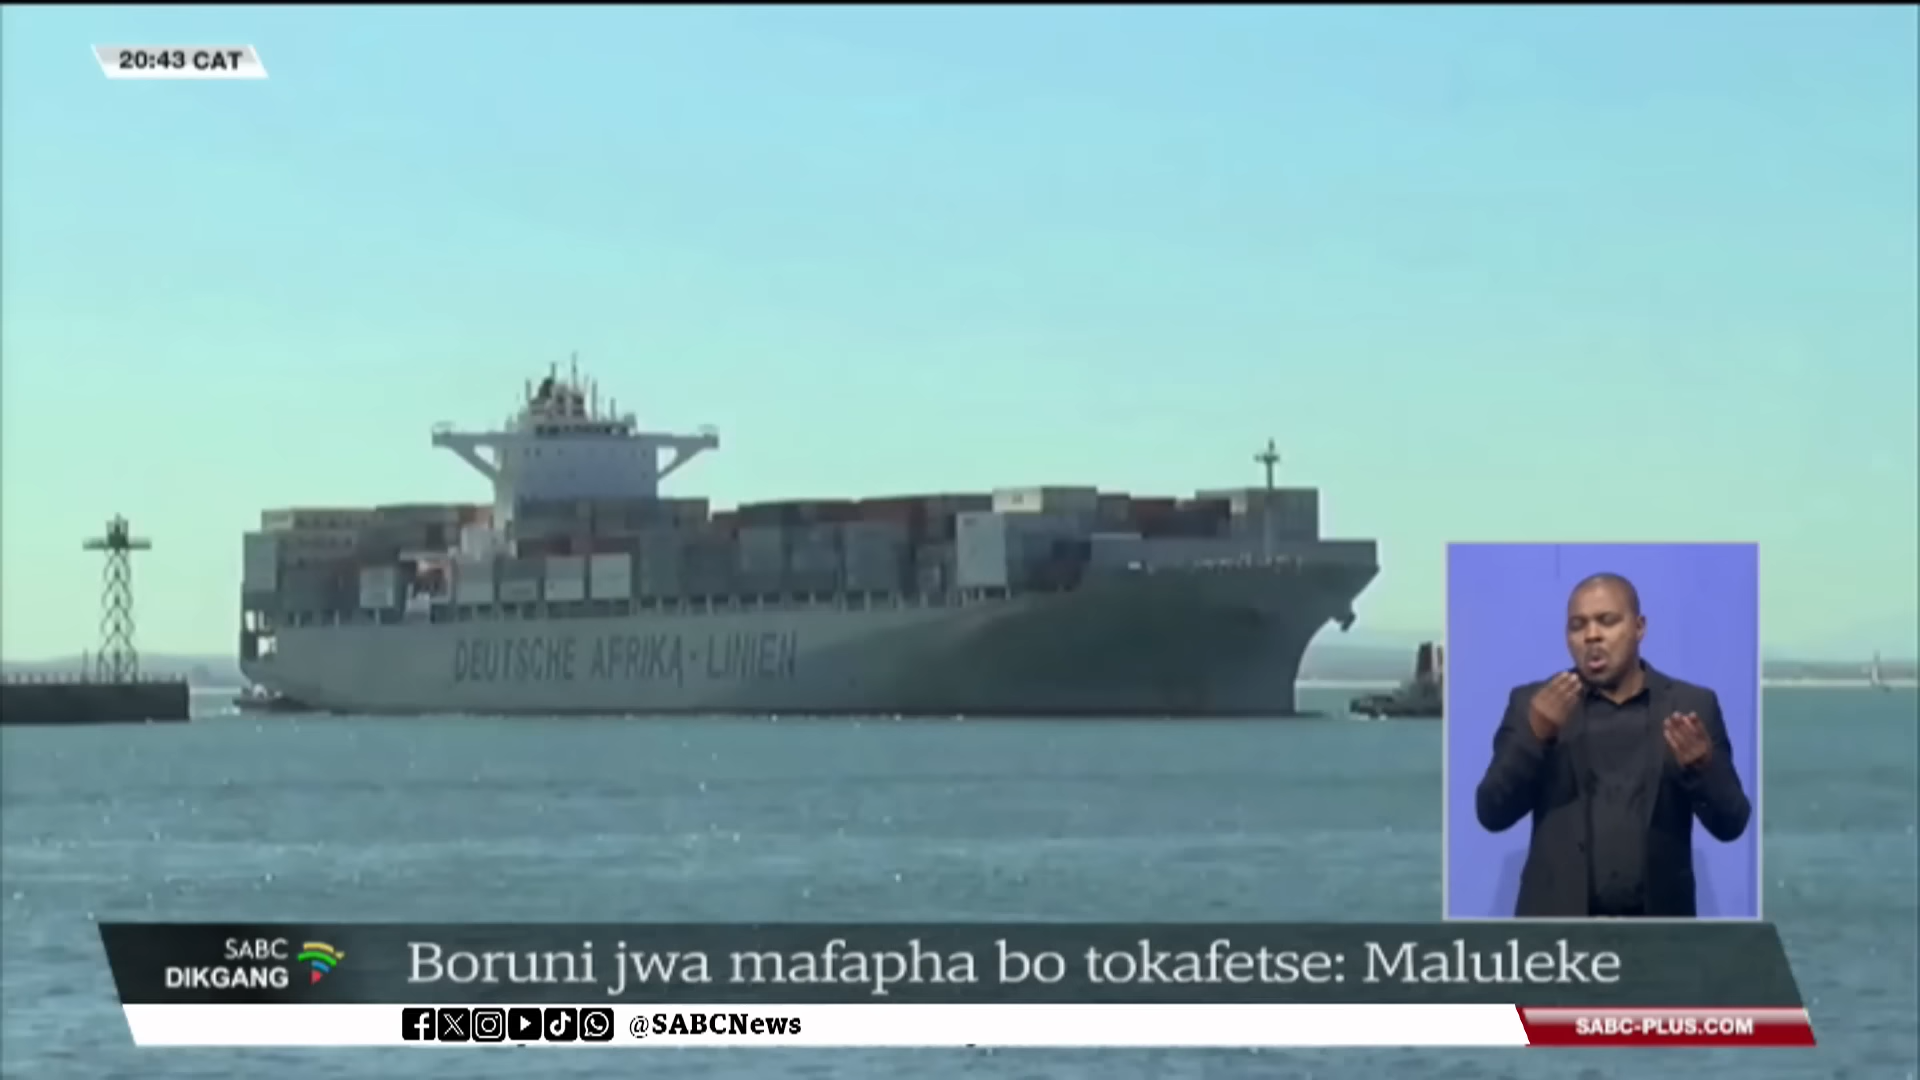 20:43 CAT
DEUTSCHE AFRIKA-LINIEN
SABC
DIKGANG
Boruni jwa mafapha bo tokafetse: Maluleke
@SABCNews
SABC-PLUS.COM